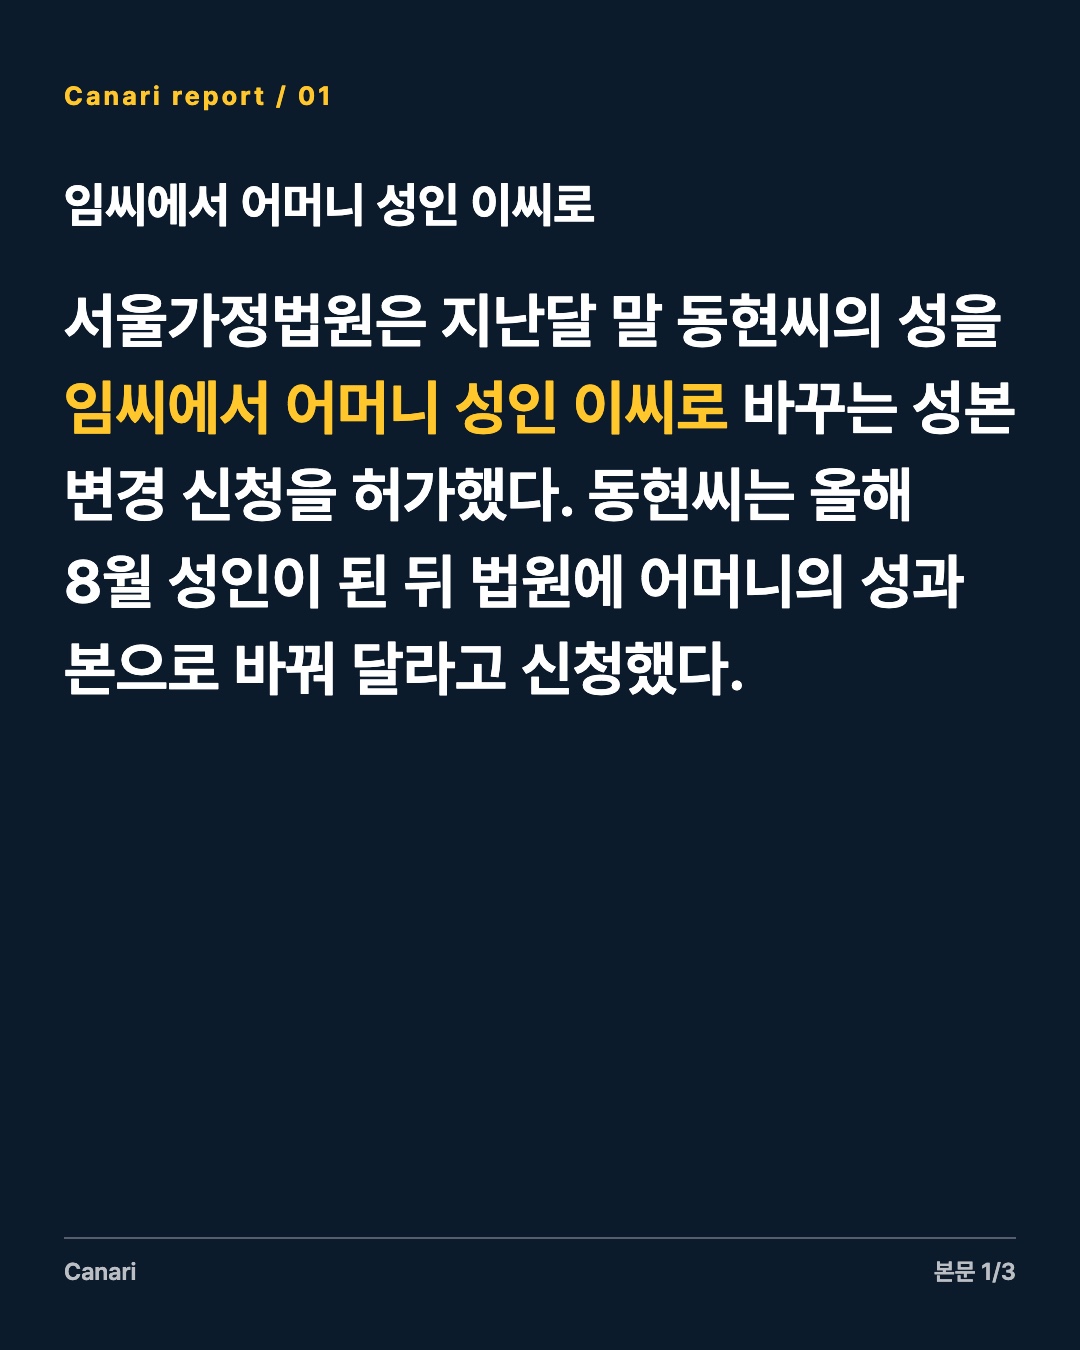 Canari report / 01
임씨에서 어머니 성인 이씨로
서울가정법원은 지난달 말 동현씨의 성을
임씨에서 어머니 성인 이씨로 바꾸는 성본
변경 신청을 허가했다. 동현씨는 올해
8월 성인이 된 뒤 법원에 어머니의 성과
본으로 바꿔 달라고 신청했다.
Canari
본문 1/3